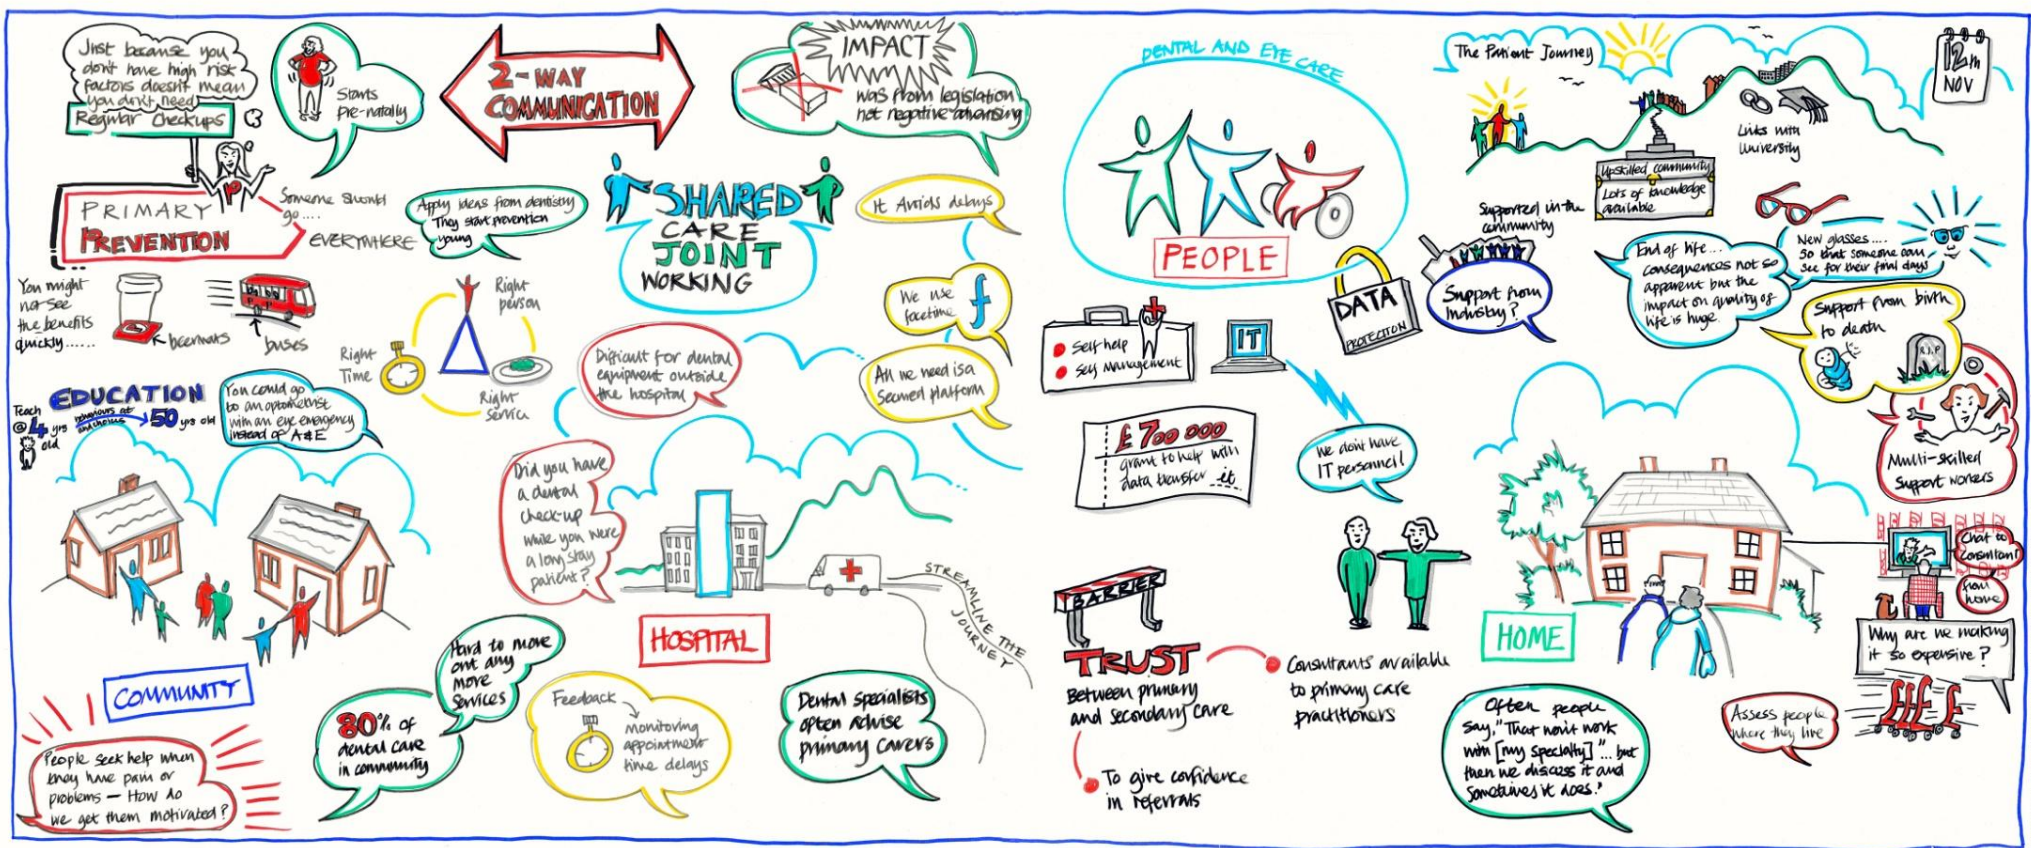 Just because you
don't have high risk
factors doesn't mean
you don't need
Regular Checkups
Starts
pre-natally
2-WAY
COMMUNICATION
IMPACT
was from legislation
not negative advertising
PRIMARY
PREVENTION
Someone should
go ....
EVERYWHERE
Apply ideas from dentistry
They start prevention
young
SHARED
CARE
JOINT
WORKING
It Avoids delays
You might
not see
the benefits
quickly......
beermats
buses
Right
person
Right
Time
Right
Service
We use
facetime
f
Difficult for dental
equipment outside
the hospital
All we need is a
secured platform
EDUCATION
Teach
@ 4 yrs
old
behaviours at
50 yrs old
You could go
to an optometrist
with an eye emergency
instead of A&E
Did you have
a dental
check-up
while you were
a long stay
patient?
STREAMLINE THE
JOURNEY
HOSPITAL
COMMUNITY
People seek help when
they have pain or
problems - How do
we get them motivated?
Hard to move
out any
more
services
80% of
dental care
in community
Feedback
monitoring
appointment
time delays
Dental specialists
often advise
primary carers
DENTAL AND EYE CARE
PEOPLE
DATA
PROTECTION
Self help
Self Management
IT
£700 000
grant to help with
data transfer it
We don't have
IT personnel!
BARRIER
TRUST
Between primary
and secondary care
Consultants available
to primary care
practitioners
To give confidence
in referrals
The Patient Journey
12th
NOV
Links with
University
Upskilled community
Lots of knowledge
available
Supported in the
community
Support from
Industry?
End of life...
consequences not so
apparent but the
impact on quality of
life is huge.
New glasses....
So that someone can
see for their final days
Support from birth
to death
R.I.P
Multi-skilled
Support workers
Chat to
consultant
from
home
HOME
Why are we making
it so expensive?
£££ £
Assess people
where they live
Often people
say, "That won't work
with [my specialty]"... but
then we discuss it and
sometimes it does."